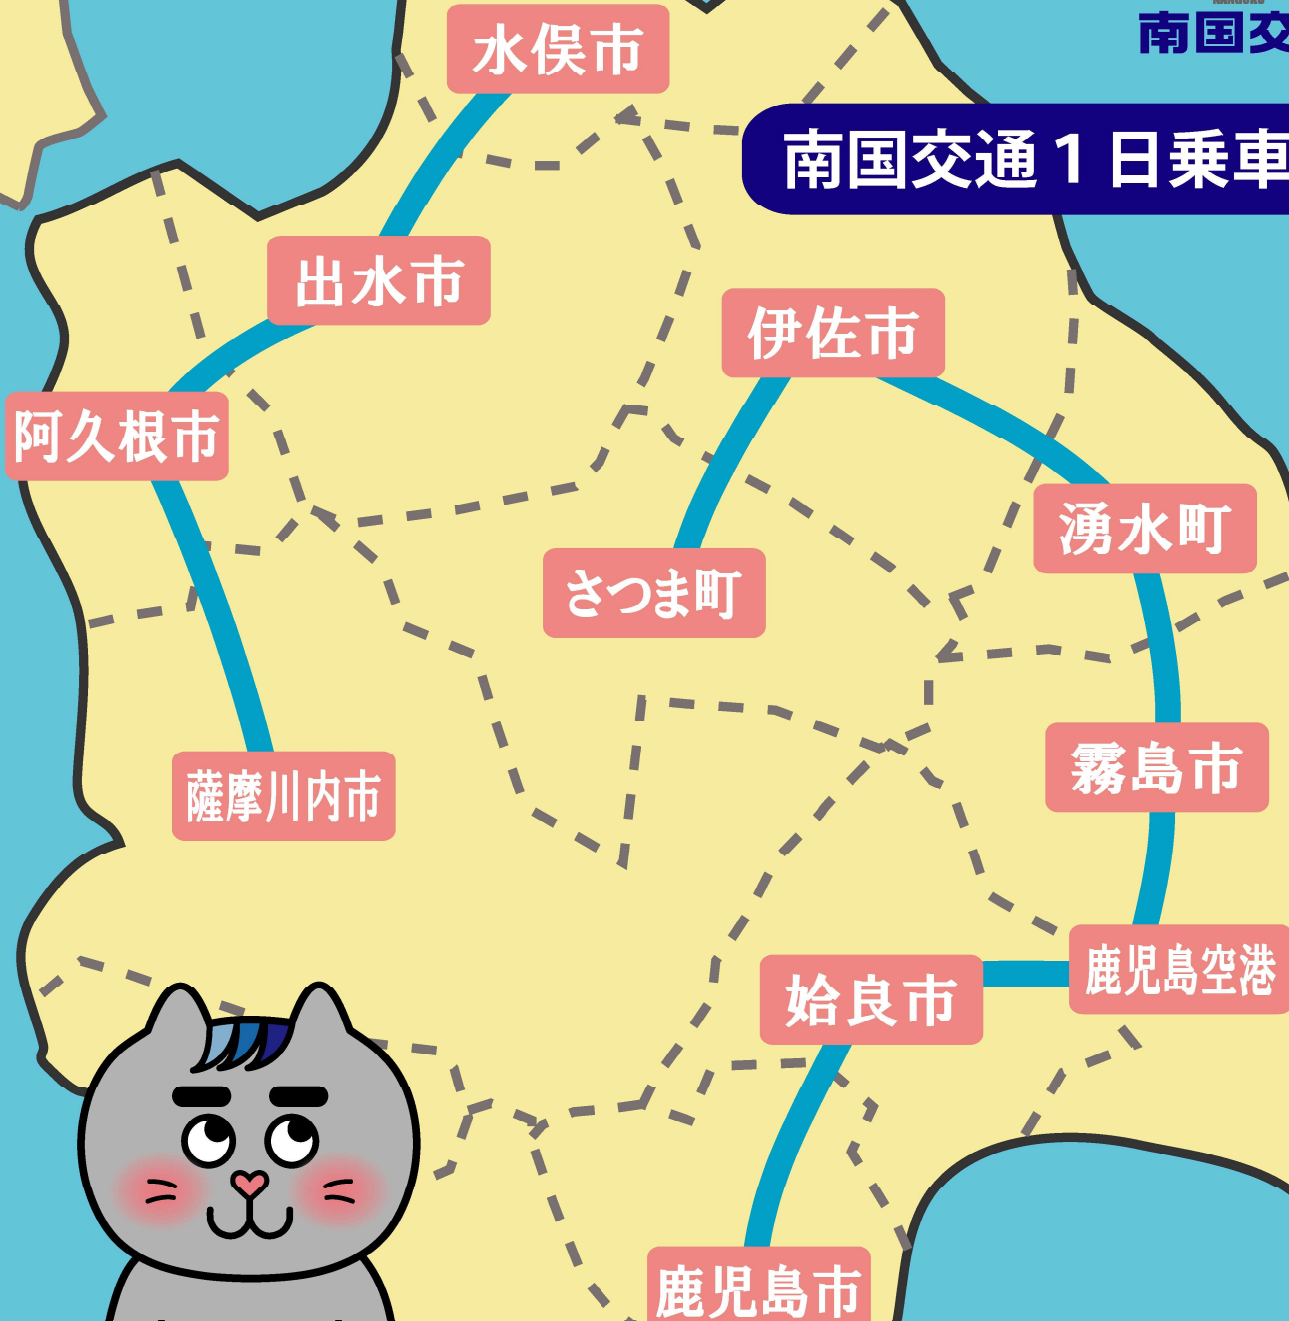 南国交
水俣市
南国交通1日乗車
出水市
伊佐市
阿久根市
湧水町
さつま町
霧島市
薩摩川内市
鹿児島空港
姶良市
鹿児島市